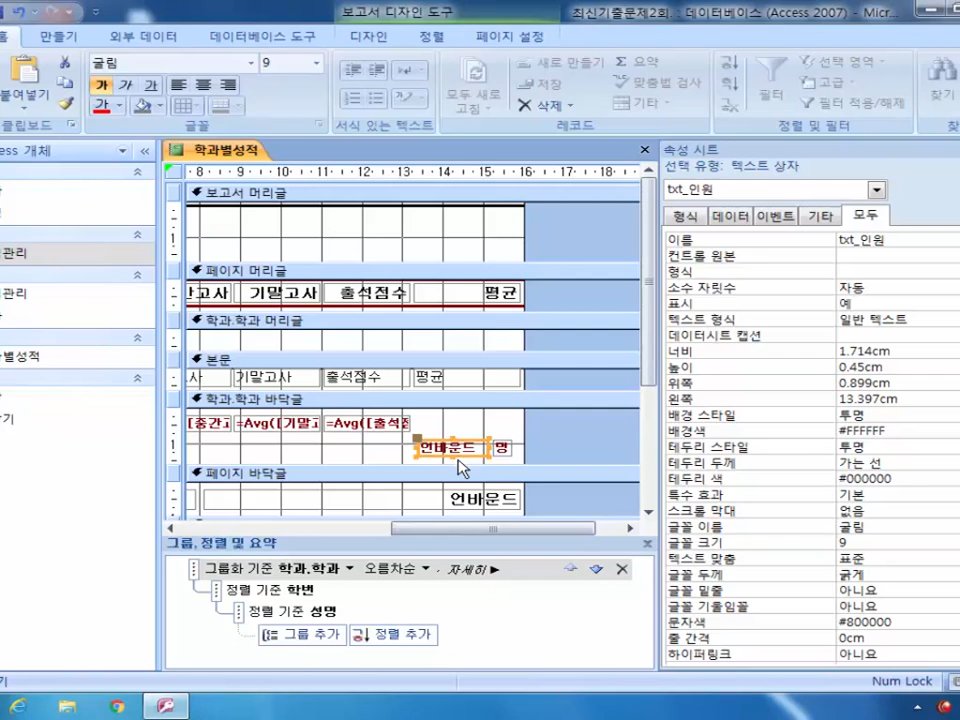 보고서 디자인 도구
최신기출문제2회. : 데이터베이스 (Access 2007) - Micr...
홈 만들기 외부 데이터 데이터베이스 도구 디자인 정렬 페이지 설정
붙여넣기
클립보드
굴림 9
가 가 가
가
글꼴
서식 있는 텍스트
모두 새로
고침
새로 만들기
저장
삭제
요약
맞춤법 검사
기타
레코드
필터
선택 영역
고급
필터 적용/해제
정렬 및 필터
찾기
ess 개체
관리
관리
별성적
학과별성적
8 9 10 11 12 13 14 15 16 17 18
보고서 머리글
페이지 머리글
간고사 기말고사 출석점수 평균
학과.학과 머리글
본문
사 기말고사 출석점수 평균
학과.학과 바닥글
[중간고 =Avg([기말고 =Avg([출석점
언바운드 명
페이지 바닥글
언바운드
그룹, 정렬 및 요약
그룹화 기준 학과.학과 오름차순 , 자세히
정렬 기준 학번
정렬 기준 성명
그룹 추가 정렬 추가
속성 시트
선택 유형: 텍스트 상자
txt_인원
형식 데이터 이벤트 기타 모두
이름 txt_인원
컨트롤 원본
형식
소수 자릿수 자동
표시 예
텍스트 형식 일반 텍스트
데이터시트 캡션
너비 1.714cm
높이 0.45cm
위쪽 0.899cm
왼쪽 13.397cm
배경 스타일 투명
배경색 #FFFFFF
테두리 스타일 투명
테두리 두께 가는 선
테두리 색 #000000
특수 효과 기본
스크롤 막대 없음
글꼴 이름 굴림
글꼴 크기 9
텍스트 맞춤 표준
글꼴 두께 굵게
글꼴 밑줄 아니요
글꼴 기울임꼴 아니요
문자색 #800000
줄 간격 0cm
하이퍼링크 아니요
Num Lock